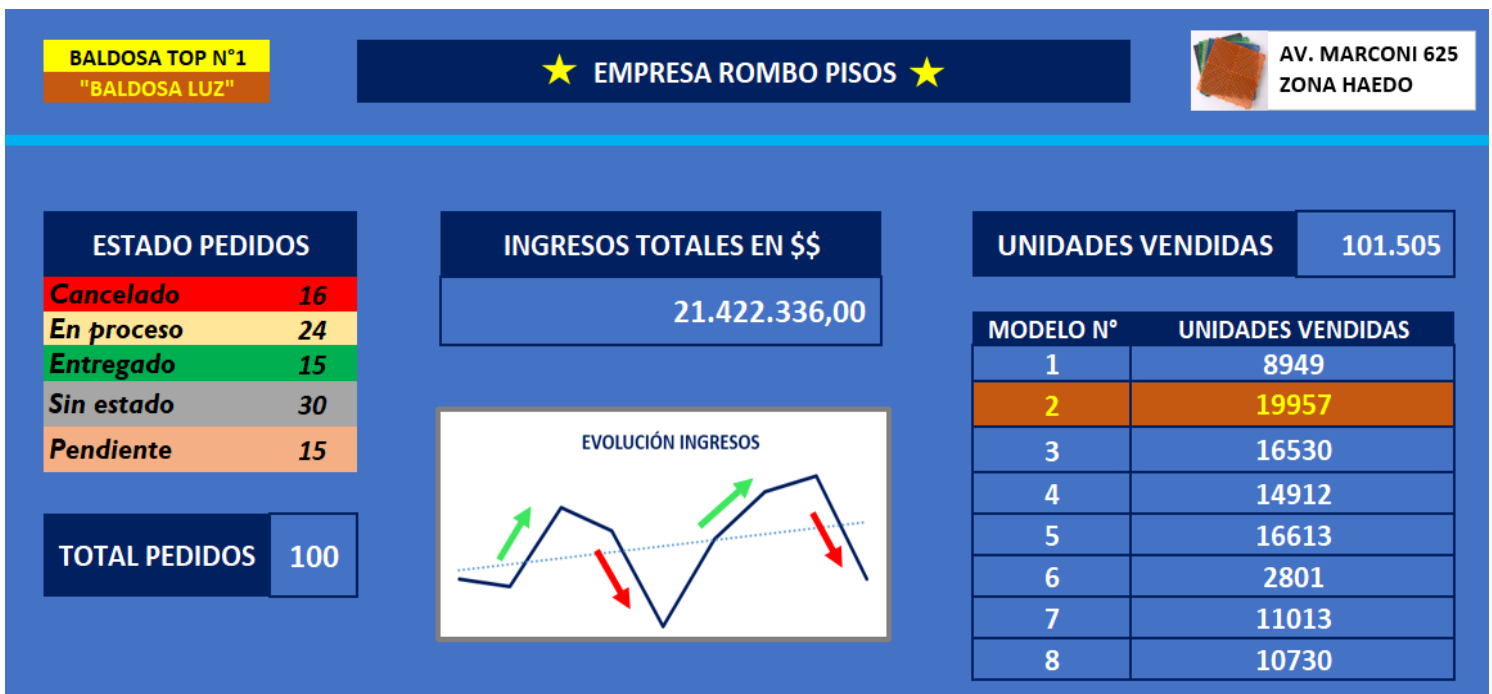 BALDOSA TOP N°1
"BALDOSA LUZ"
EMPRESA ROMBO PISOS
AV. MARCONI 625
ZONA HAEDO
ESTADO PEDIDOS
Cancelado 16
En proceso 24
Entregado 15
Sin estado 30
Pendiente 15
TOTAL PEDIDOS 100
INGRESOS TOTALES EN $$
21.422.336,00
EVOLUCIÓN INGRESOS
UNIDADES VENDIDAS 101.505
MODELO N° UNIDADES VENDIDAS
1 8949
2 19957
3 16530
4 14912
5 16613
6 2801
7 11013
8 10730